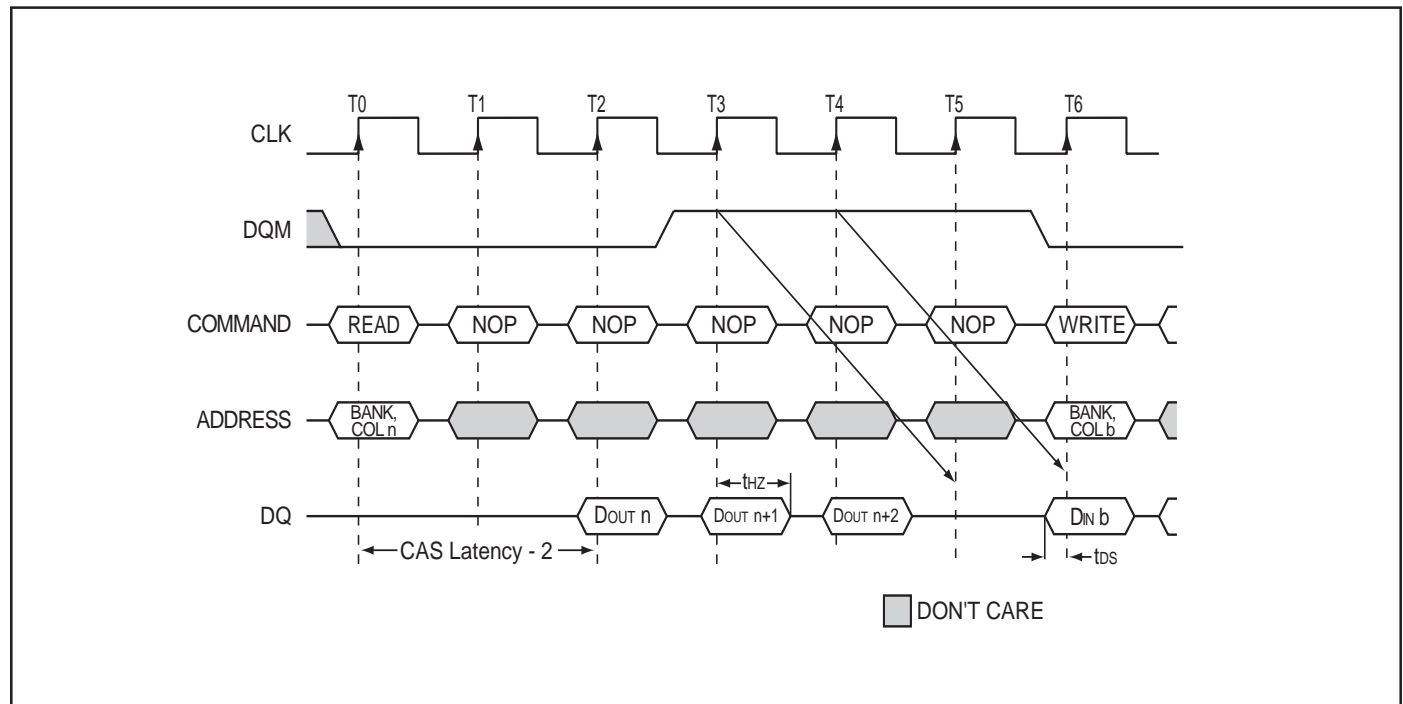 T0 T1 T2 T3 T4 T5 T6
CLK
DQM
COMMAND READ NOP NOP NOP NOP NOP WRITE
BANK, BANK,
ADDRESS
COL n COL b
tHZ
DQ DOUT n DOUT n+1 DOUT n+2 DIN b
CAS Latency - 2 tDS
DON'T CARE